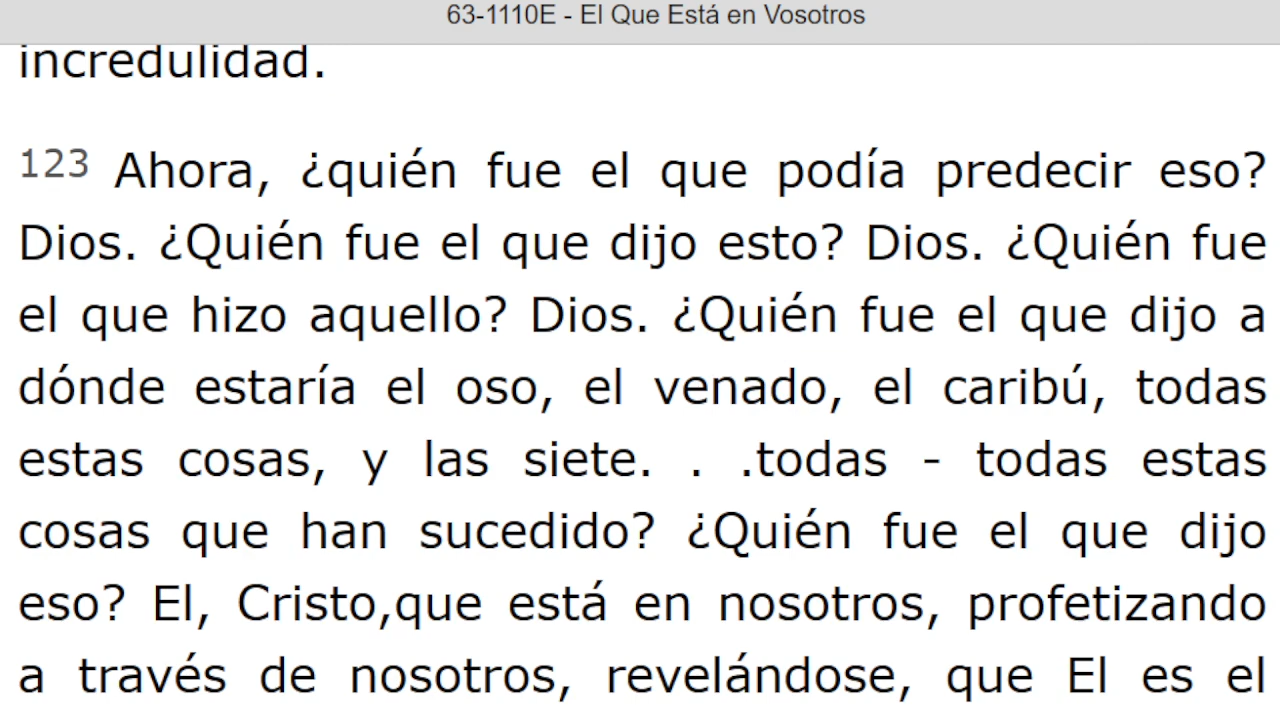 63-1110E - El Que Está en Vosotros
incredulidad.
123 Ahora, ¿quién fue el que podía predecir eso?
Dios. ¿Quién fue el que dijo esto? Dios. ¿Quién fue
el que hizo aquello? Dios. ¿Quién fue el que dijo a
dónde estaría el oso, el venado, el caribú, todas
estas cosas, y las siete. . .todas - todas estas
cosas que han sucedido? ¿Quién fue el que dijo
eso? El, Cristo,que está en nosotros, profetizando
a través de nosotros, revelándose, que El es el